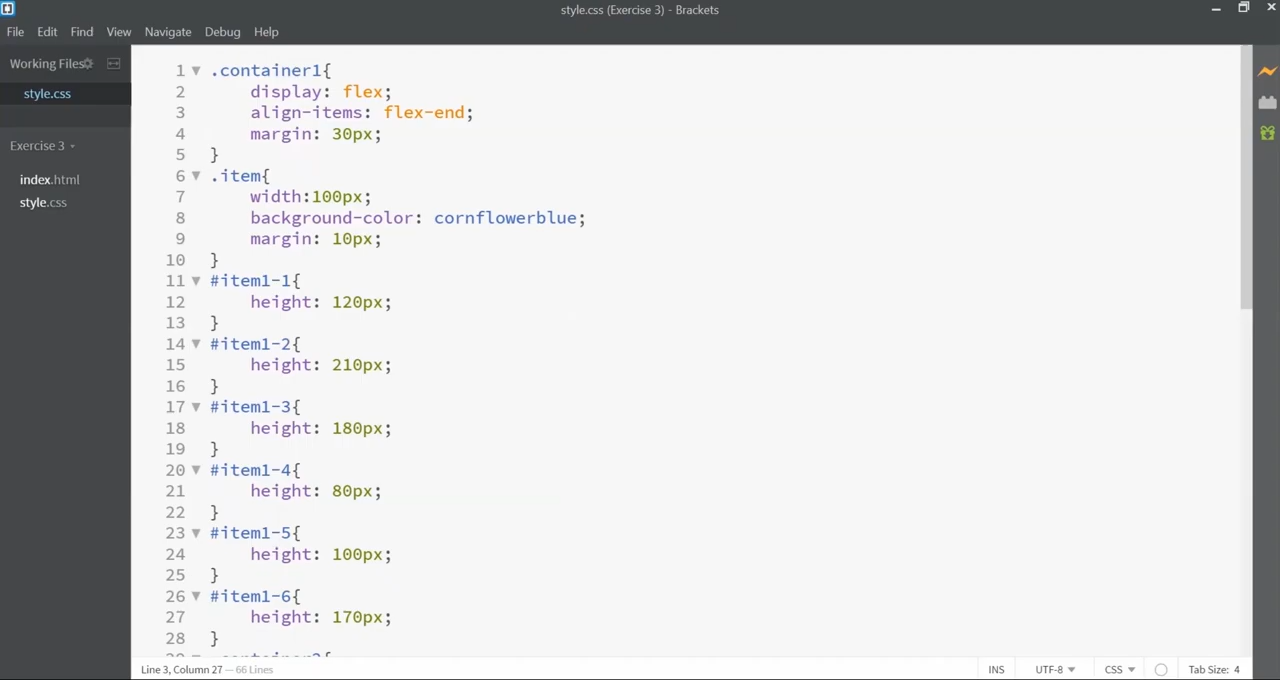 style.css (Exercise 3) - Brackets
File Edit Find View Navigate Debug Help
Working Files
style.css
Exercise 3
index.html
style.css
1 .container1{
2 display: flex;
3 align-items: flex-end;
4 margin: 30px;
5 }
6 .item{
7 width:100px;
8 background-color: cornflowerblue;
9 margin: 10px;
10 }
11 #item1-1{
12 height: 120px;
13 }
14 #item1-2{
15 height: 210px;
16 }
17 #item1-3{
18 height: 180px;
19 }
20 #item1-4{
21 height: 80px;
22 }
23 #item1-5{
24 height: 100px;
25 }
26 #item1-6{
27 height: 170px;
28 }
29 .container2{
Line 3, Column 27 — 66 Lines
INS UTF-8 CSS Tab Size: 4